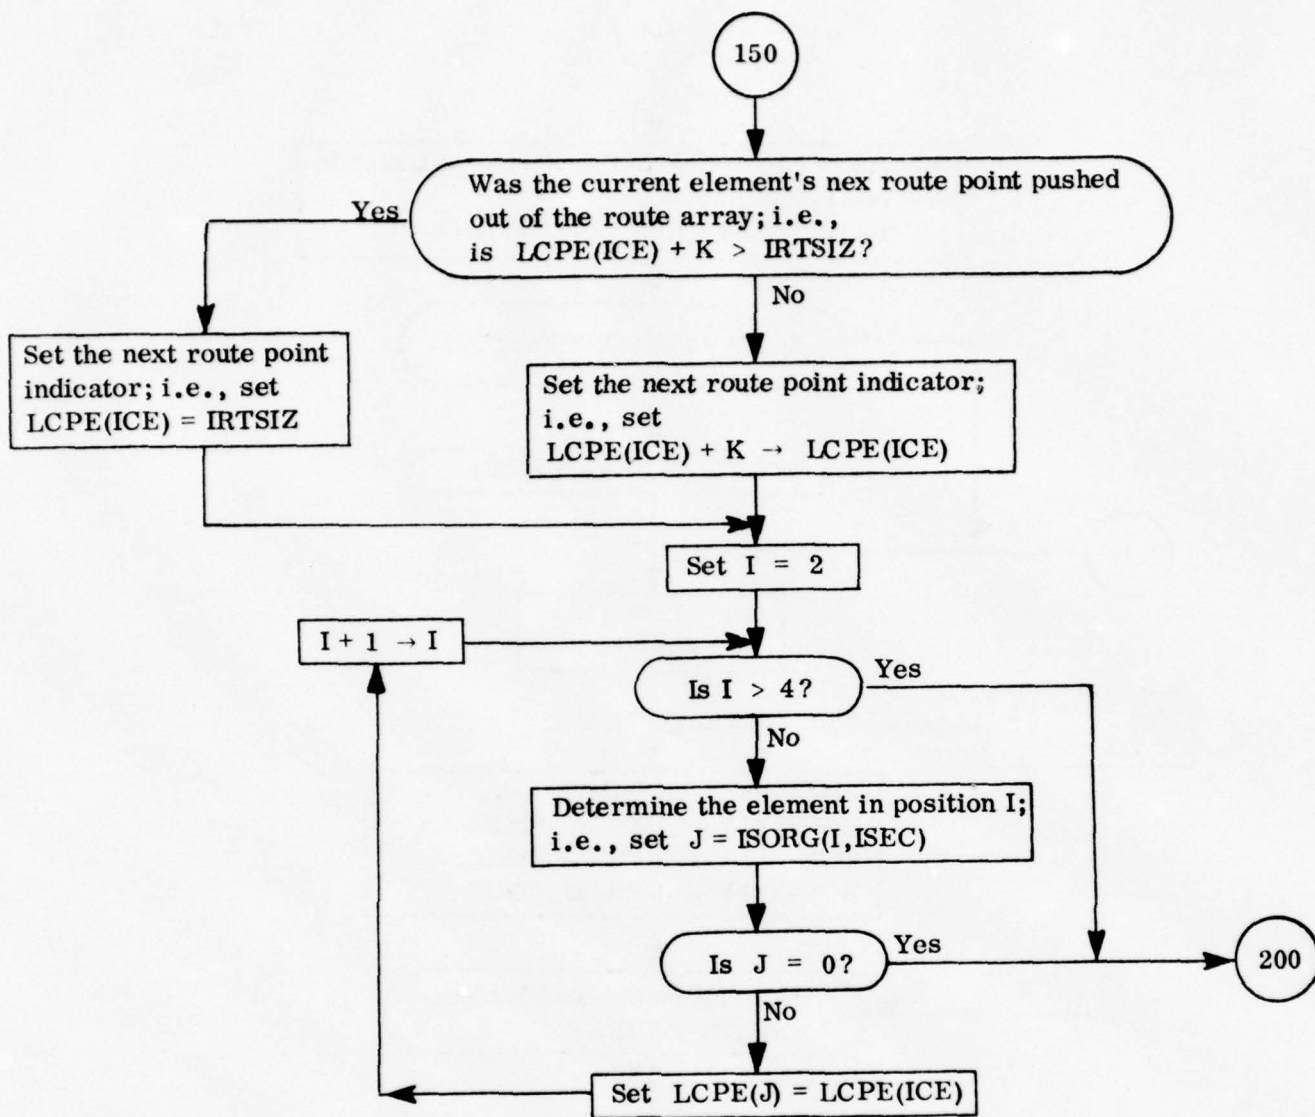 150
Was the current element's nex route point pushed
out of the route array; i.e.,
is LCPE(ICE) + K > IRTSIZ?
Yes
No
Set the next route point
indicator; i.e., set
LCPE(ICE) = IRTSIZ
Set the next route point indicator;
i.e., set
LCPE(ICE) + K → LCPE(ICE)
Set I = 2
I + 1 → I
Is I > 4?
Yes
No
Determine the element in position I;
i.e., set J = ISORG(I,ISEC)
Is J = 0?
Yes
200
No
Set LCPE(J) = LCPE(ICE)